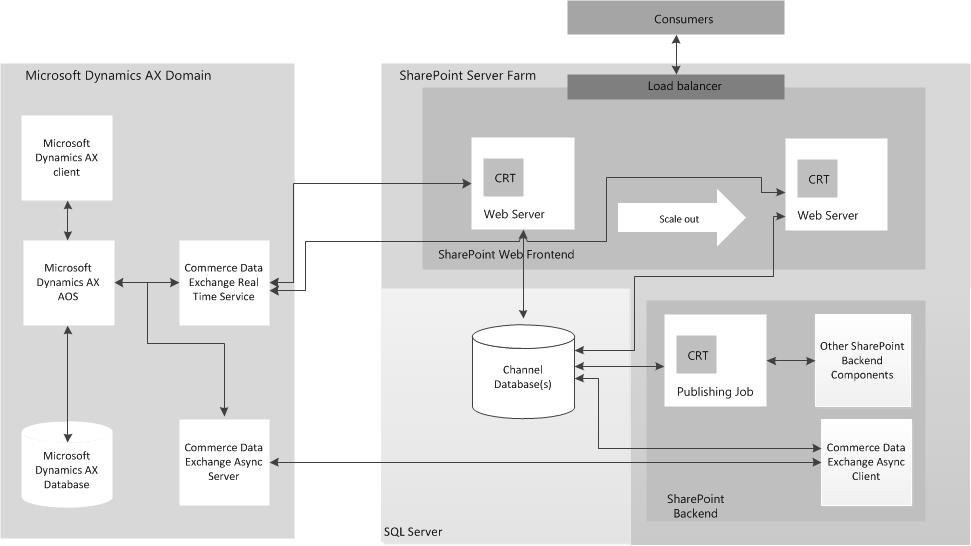 Consumers
Microsoft Dynamics AX Domain
SharePoint Server Farm
Load balancer
Microsoft
Dynamics AX
client
CRT
Web Server
CRT
Web Server
Scale out
SharePoint Web Frontend
Microsoft
Dynamics AX
AOS
Commerce Data
Exchange Real
Time Service
Channel
Database(s)
CRT
Publishing Job
Other SharePoint
Backend
Components
Microsoft
Dynamics AX
Database
Commerce Data
Exchange Async
Server
Commerce Data
Exchange Async
Client
SharePoint
Backend
SQL Server